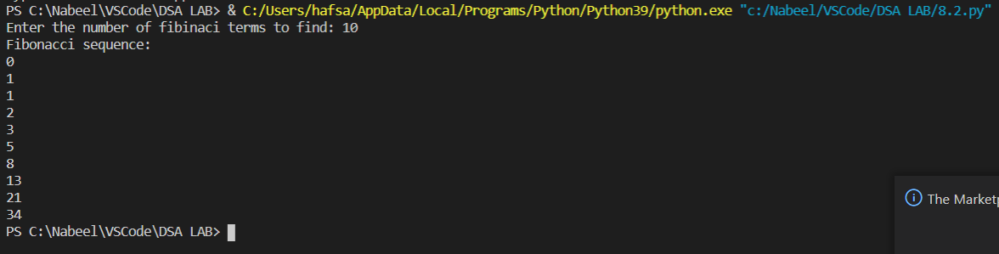 PS C:\Nabeel\VSCode\DSA LAB> & C:/Users/hafsa/AppData/Local/Programs/Python/Python39/python.exe "c:/Nabeel/VSCode/DSA LAB/8.2.py"
Enter the number of fibinaci terms to find: 10
Fibonacci sequence:
0
1
1
2
3
5
8
13
21
34
The Market
PS C:\Nabeel\VSCode\DSA LAB>